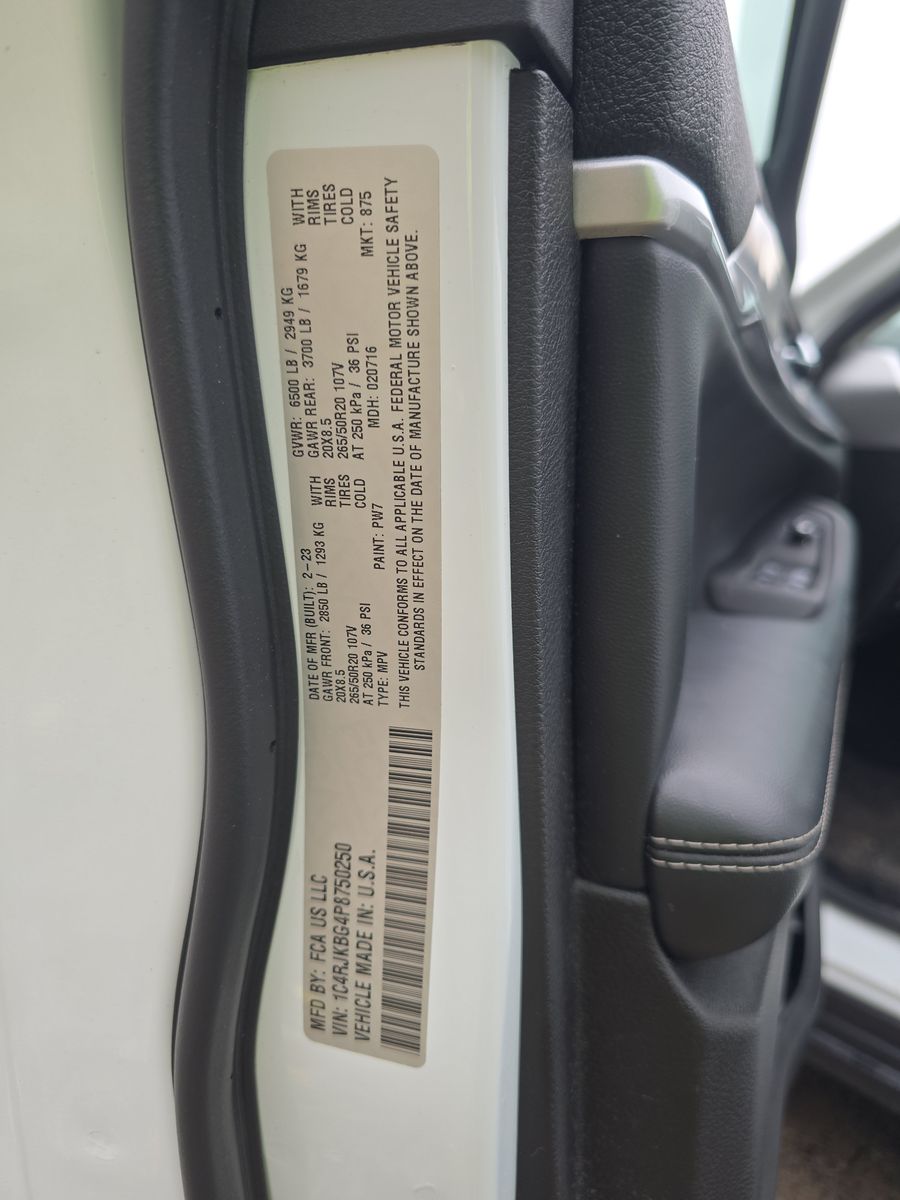 MFD BY: FCA US LLC
VIN: 1C4RJKBG4P8750250
VEHICLE MADE IN: U.S.A.
DATE OF MFR (BUILT): 2-23
GAWR FRONT: 2850 LB / 1293 KG WITH
20X8.5 RIMS
265/50R20 107V TIRES
AT 250 kPa / 36 PSI COLD
TYPE: MPV PAINT: PW7
GVWR: 6500 LB / 2949 KG
GAWR REAR: 3700 LB / 1679 KG WITH
20X8.5 RIMS
265/50R20 107V TIRES
AT 250 kPa / 36 PSI COLD
MDH: 020716 MKT: 875
THIS VEHICLE CONFORMS TO ALL APPLICABLE U.S.A. FEDERAL MOTOR VEHICLE SAFETY
STANDARDS IN EFFECT ON THE DATE OF MANUFACTURE SHOWN ABOVE.